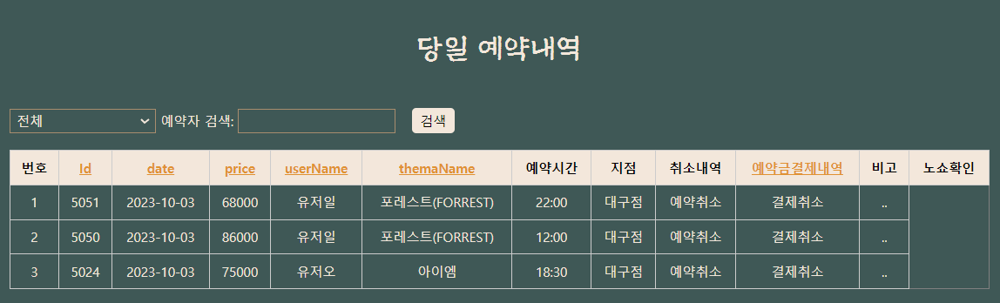 당일 예약내역
전체 예약자 검색: 검색
번호 Id date price userName themaName 예약시간 지점 취소내역 예약금결제내역 비고 노쇼확인
1 5051 2023-10-03 68000 유저일 포레스트(FORREST) 22:00 대구점 예약취소 결제취소 ..
2 5050 2023-10-03 86000 유저일 포레스트(FORREST) 12:00 대구점 예약취소 결제취소 ..
3 5024 2023-10-03 75000 유저오 아이엠 18:30 대구점 예약취소 결제취소 ..